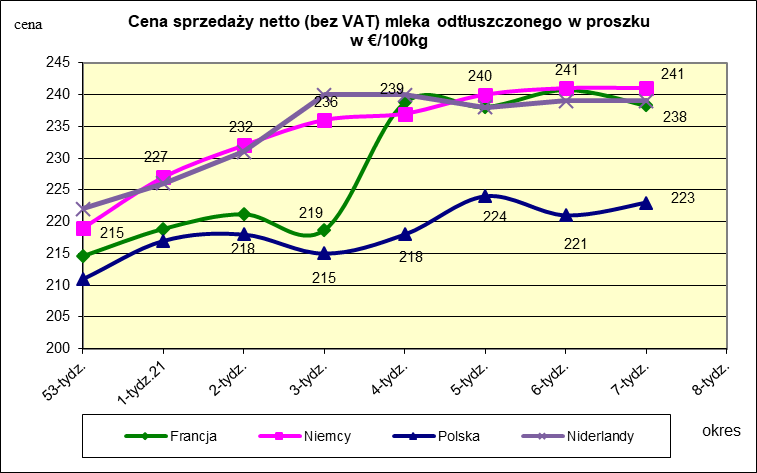 cena
Cena sprzedaży netto (bez VAT) mleka odtłuszczonego w proszku
w €/100kg
245
240
235
230
225
220
215
210
205
200
215
227
232
236
239
240
241
241
219
238
218
215
218
224
221
223
53-tydz.
1-tydz.21
2-tydz.
3-tydz.
4-tydz.
5-tydz.
6-tydz.
7-tydz.
8-tydz.
Francja
Niemcy
Polska
Niderlandy
okres